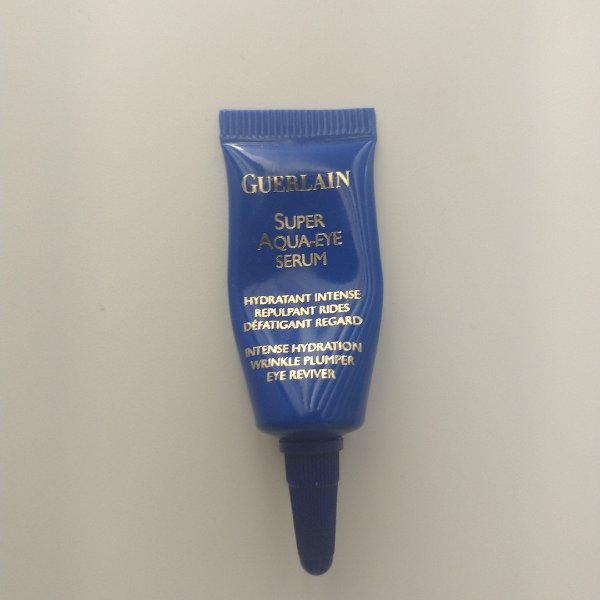 GUERLAIN
SUPER
AQUA-EYE
SERUM
HYDRATANT INTENSE
REPULPANT RIDES
DÉFATIGANT REGARD
INTENSE HYDRATION
WRINKLE PLUMPER
EYE REVIVER